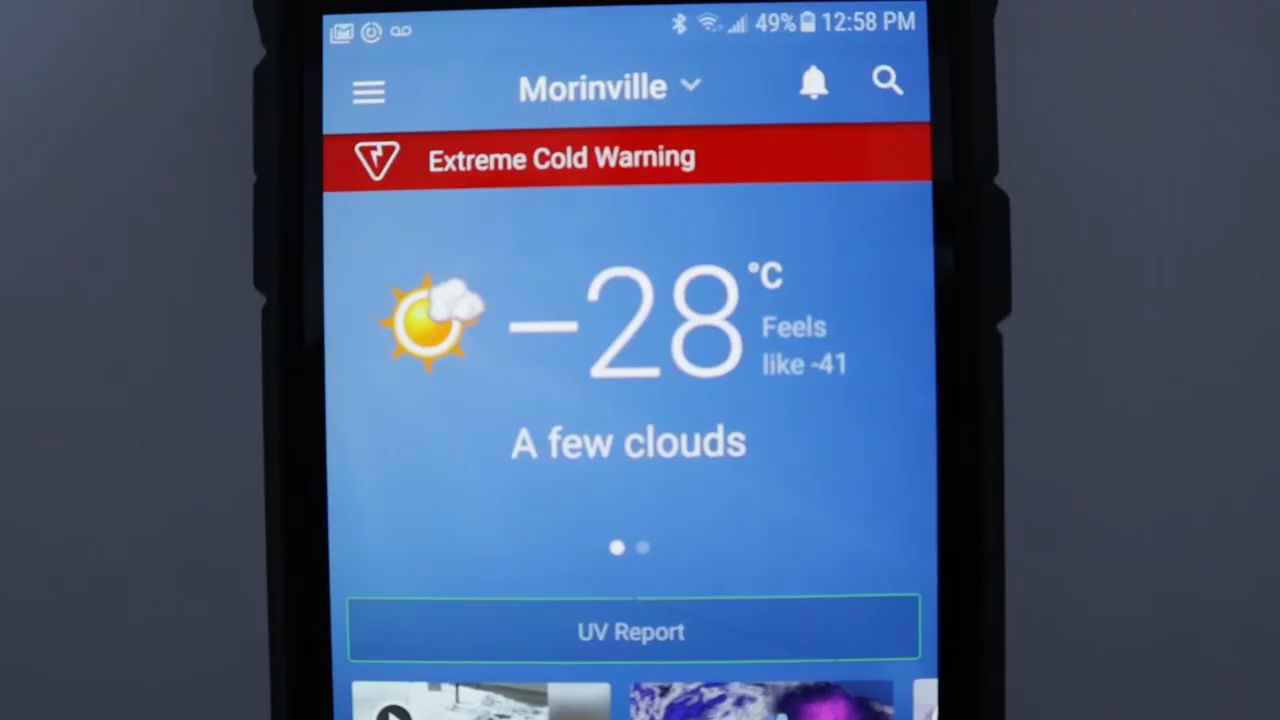 49% 12:58 PM
Morinville
Extreme Cold Warning
−28 °C
Feels
like -41
A few clouds
UV Report